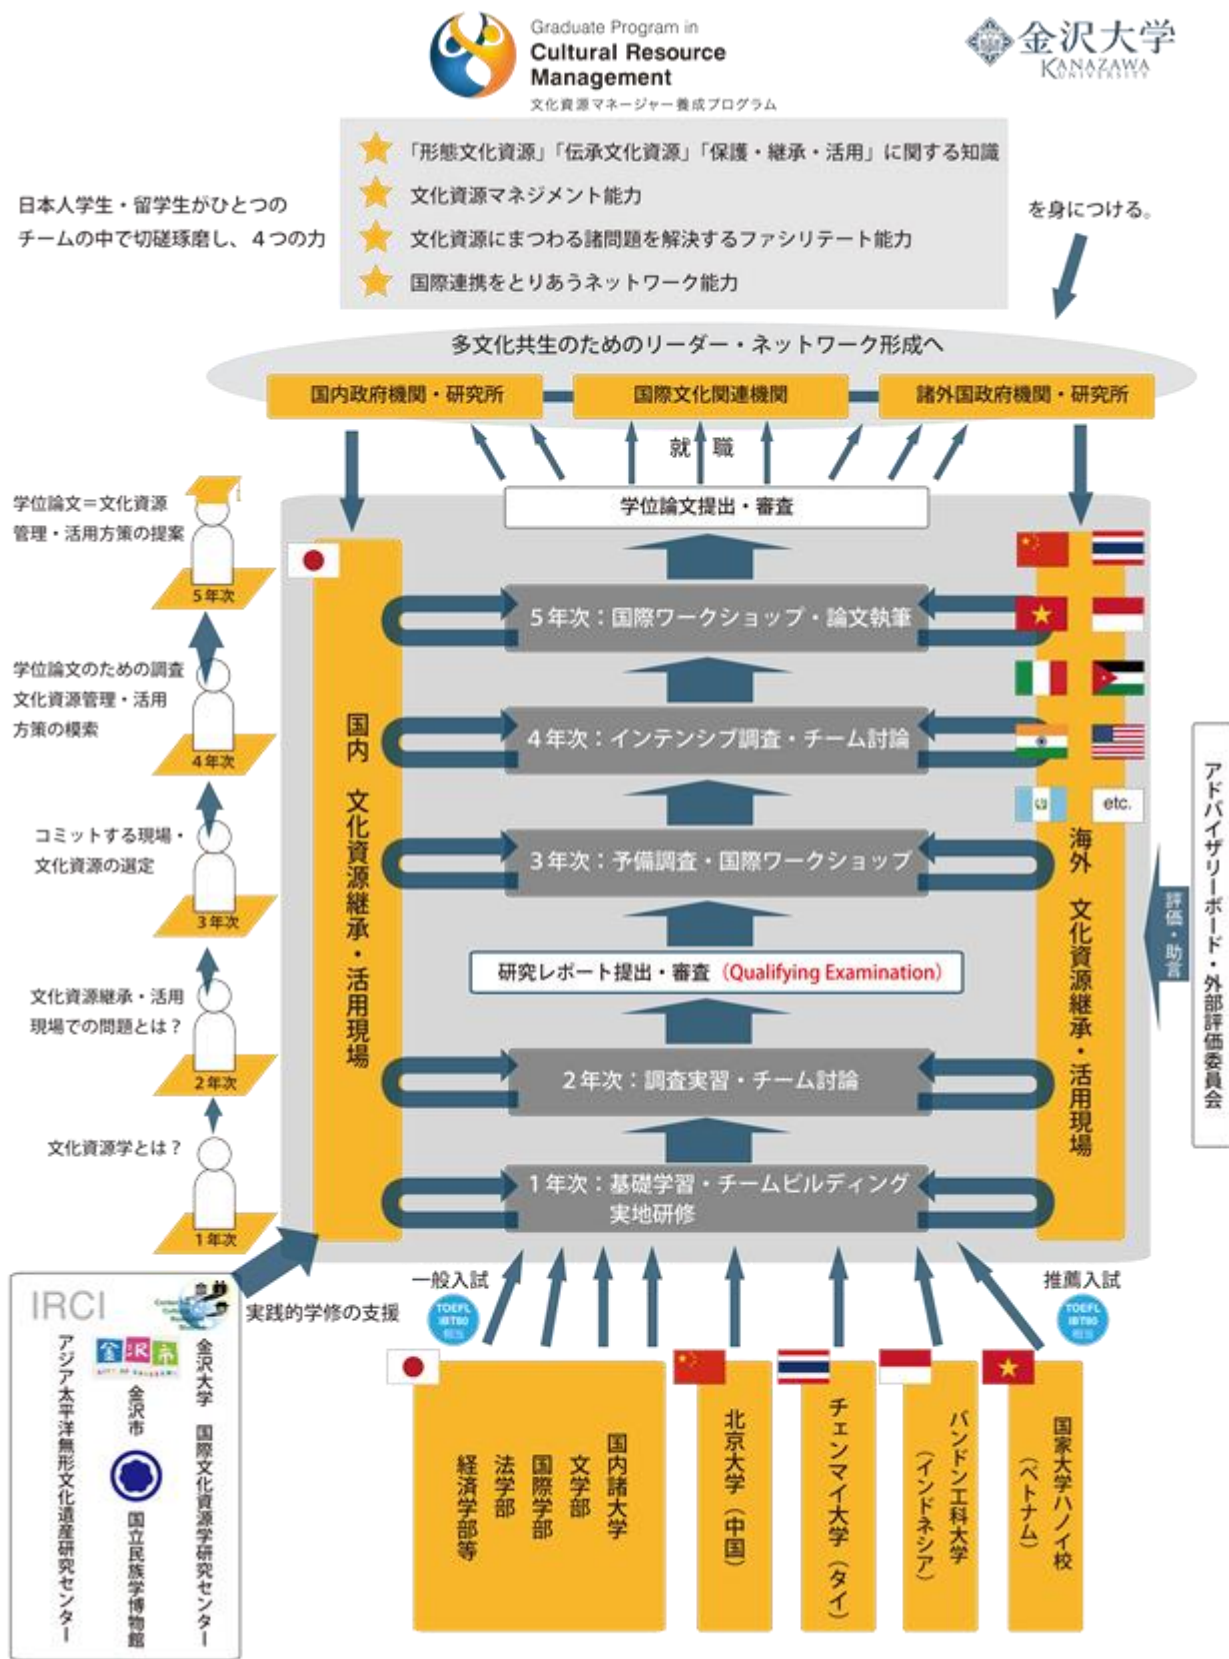 Graduate Program in
Cultural Resource
Management
文化資源マネージャー養成プログラム
金沢大学
KANAZAWA
UNIVERSITY
日本人学生・留学生がひとつの
チームの中で切磋琢磨し、４つの力
「形態文化資源」「伝承文化資源」「保護・継承・活用」に関する知識
文化資源マネジメント能力
文化資源にまつわる諸問題を解決するファシリテート能力
国際連携をとりあうネットワーク能力
を身につける。
多文化共生のためのリーダー・ネットワーク形成へ
国内政府機関・研究所
国際文化関連機関
諸外国政府機関・研究所
就職
学位論文提出・審査
学位論文＝文化資源
管理・活用方策の提案
5年次
5年次：国際ワークショップ・論文執筆
学位論文のための調査
文化資源管理・活用
方策の模索
4年次
4年次：インテンシブ調査・チーム討論
コミットする現場・
文化資源の選定
3年次
3年次：予備調査・国際ワークショップ
研究レポート提出・審査（Qualifying Examination）
文化資源継承・活用
現場での問題とは？
2年次
2年次：調査実習・チーム討論
文化資源学とは？
1年次
1年次：基礎学習・チームビルディング
実地研修
国内　文化資源継承・活用現場
etc.
海外　文化資源継承・活用現場
評価・助言
アドバイザリーボード・外部評価委員会
実践的学修の支援
IRCI
アジア太平洋無形文化遺産研究センター
金沢市
金沢市
国立民族学博物館
金沢大学　国際文化資源学研究センター
一般入試
TOEFL
iBT80
相当
推薦入試
TOEFL
iBT80
相当
国内諸大学
文学部
国際学部
法学部
経済学部等
北京大学（中国）
チェンマイ大学（タイ）
バンドン工科大学
（インドネシア）
国家大学ハノイ校
（ベトナム）